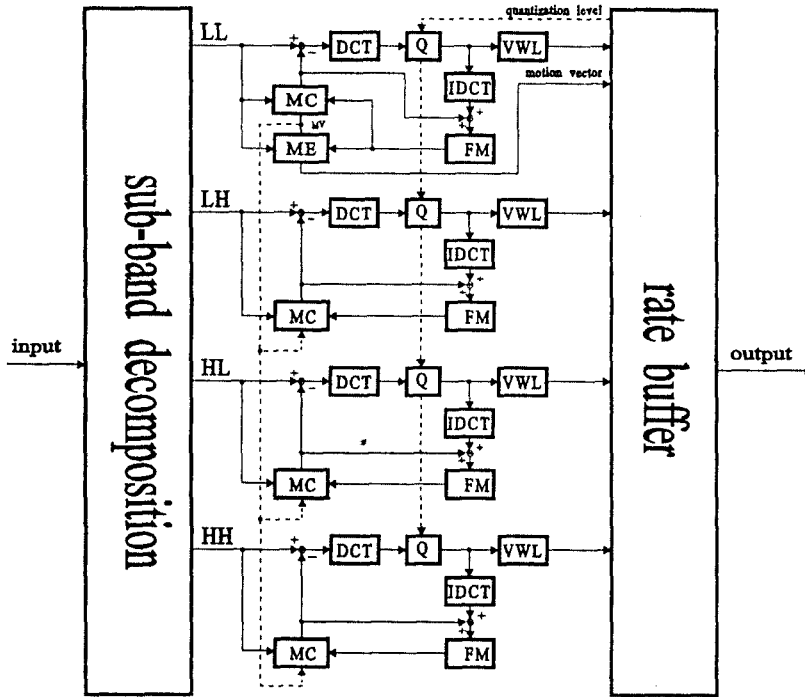 quantization level
LL
+
−
DCT
Q
VWL
motion vector
IDCT
MC
+
+
MV
ME
FM
LH
+
−
DCT
Q
VWL
IDCT
+
+
MC
FM
input
sub-band decomposition
rate buffer
output
HL
+
−
DCT
Q
VWL
IDCT
+
+
MC
FM
HH
+
−
DCT
Q
VWL
IDCT
+
+
MC
FM